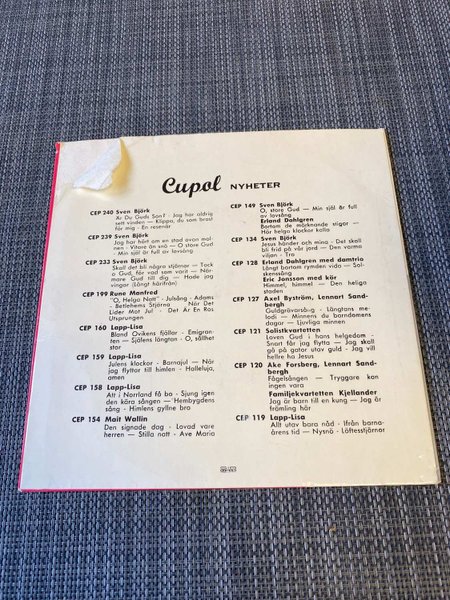 Cupol NYHETER
CEP 240 Sven Björk
Är Du Guds Son? - Jag har aldrig
sett vinden — Klippa, du som brast
för mig - En resenär
CEP 239 Sven Björk
Jag har hört om en stad ovan mol-
nen - Vitare än snö — O store Gud
- Min själ är full av lovsång
CEP 233 Sven Björk
Skall det bli några stjärnor — Tack
o Gud, för vad som varit — När-
mare Gud till dig — Hade jag
vingar (Långt härifrån)
CEP 199 Rune Manfred
"O, Helga Natt" - Julsång - Adams
- Betlehems Stjärna — När Det
Lider Mot Jul — Det Är En Ros
Utsprungen
CEP 160 Lapp-Lisa
Bland Ovikens fjällar - Emigran-
ten — Själens längtan - O, sällhet
stor
CEP 159 Lapp-Lisa
Julens klockor - Barnajul — När
jag flyttar till himlen - Halleluja,
amen
CEP 158 Lapp-Lisa
Att i Norrland få bo - Sjung igen
den kära sången — Hembygdens
sång - Himlens gyllne bro
CEP 154 Mait Wallin
Den signade dag - Lovad vare
herren — Stilla natt - Ave Maria
CEP 149 Sven Björk
O, store Gud — Min själ är full
av lovsång
Erland Dahlgren
Bortom de mörknande stigar —
Hör helga klockor kalla
CEP 134 Sven Björk
Jesus händer och mina - Det skall
bli frid på vår jord — Den varma
viljan - Tra
CEP 128 Erland Dahlgren med damtrio
Långt bortom rymden vida — Sol-
skenssång
Eric Jonsson med kör
Himmel, himmel — Den heliga
staden
CEP 127 Axel Byström, Lennart Sand-
bergh
Guldgrävarsång - Längtans me-
lodi — Minnens du barndomens
dagar — Ljuvliga minnen
CEP 121 Solistkvartetten
Loven Gud i hans helgedom -
Snart får jag flytta — Jag skall
gå på gator utav guld - Jag vill
hellre ha Jesus
CEP 120 Åke Forsberg, Lennart Sand-
bergh
Fågelsången — Tryggare kan
ingen vara
Familjekvartetten Kjellander
Jag är barn till en kung — Jag är
främling här
CEP 119 Lapp-Lisa
Allt utav bara nåd - Ifrån barna-
årens tid — Nysnö - Löftesstjärnor